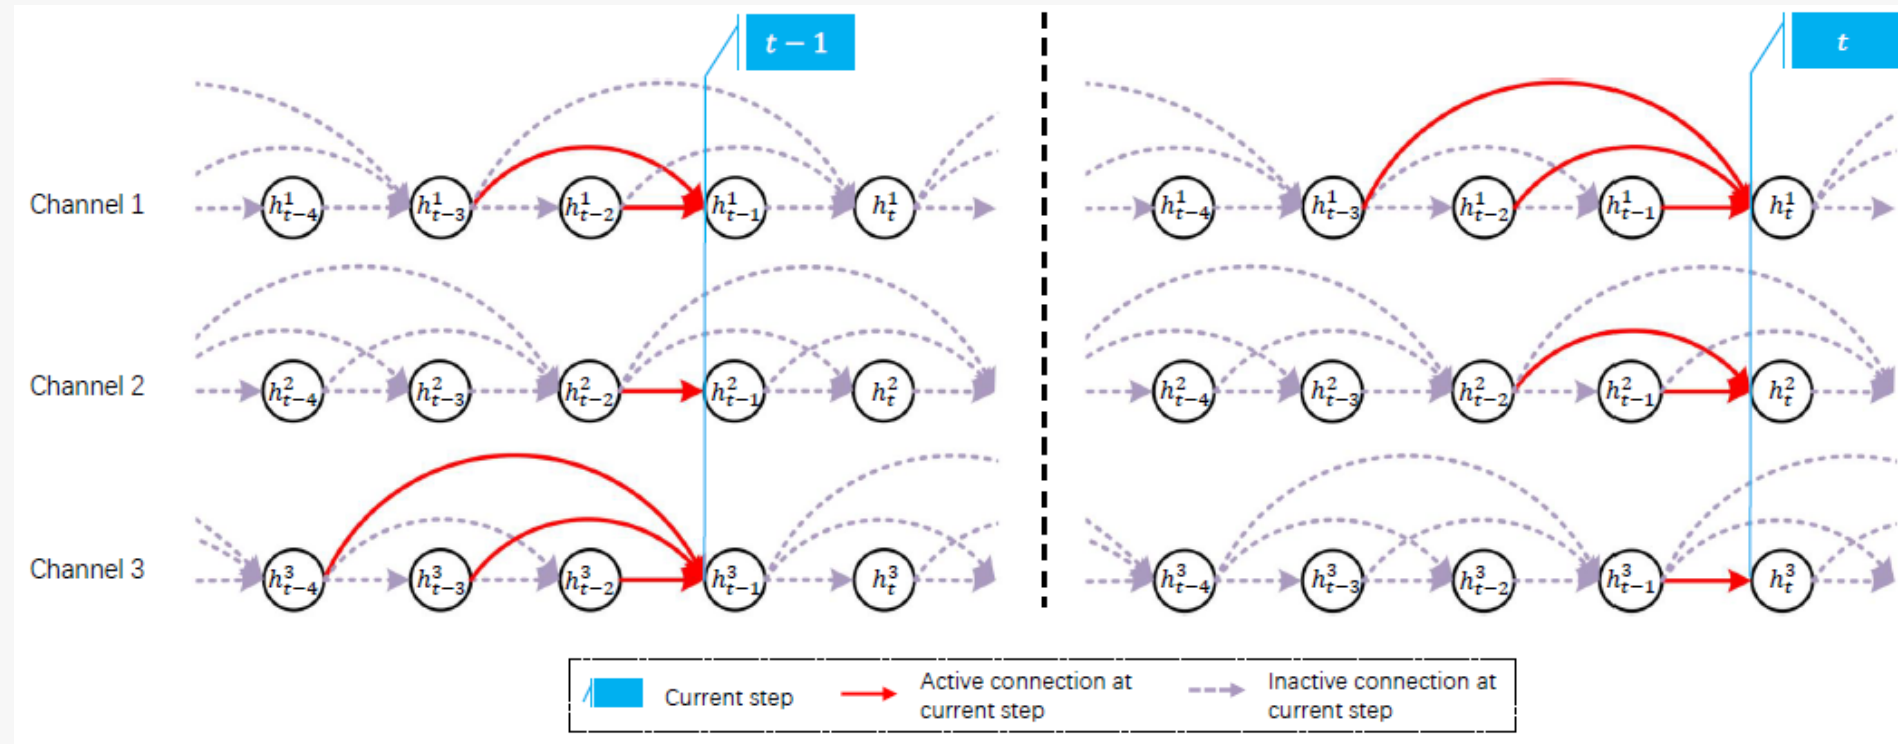 t − 1
t
Channel 1
h¹ₜ₋₄ h¹ₜ₋₃ h¹ₜ₋₂ h¹ₜ₋₁ h¹ₜ
h¹ₜ₋₄ h¹ₜ₋₃ h¹ₜ₋₂ h¹ₜ₋₁ h¹ₜ
Channel 2
h²ₜ₋₄ h²ₜ₋₃ h²ₜ₋₂ h²ₜ₋₁ h²ₜ
h²ₜ₋₄ h²ₜ₋₃ h²ₜ₋₂ h²ₜ₋₁ h²ₜ
Channel 3
h³ₜ₋₄ h³ₜ₋₃ h³ₜ₋₂ h³ₜ₋₁ h³ₜ
h³ₜ₋₄ h³ₜ₋₃ h³ₜ₋₂ h³ₜ₋₁ h³ₜ
Current step
Active connection at
current step
Inactive connection at
current step